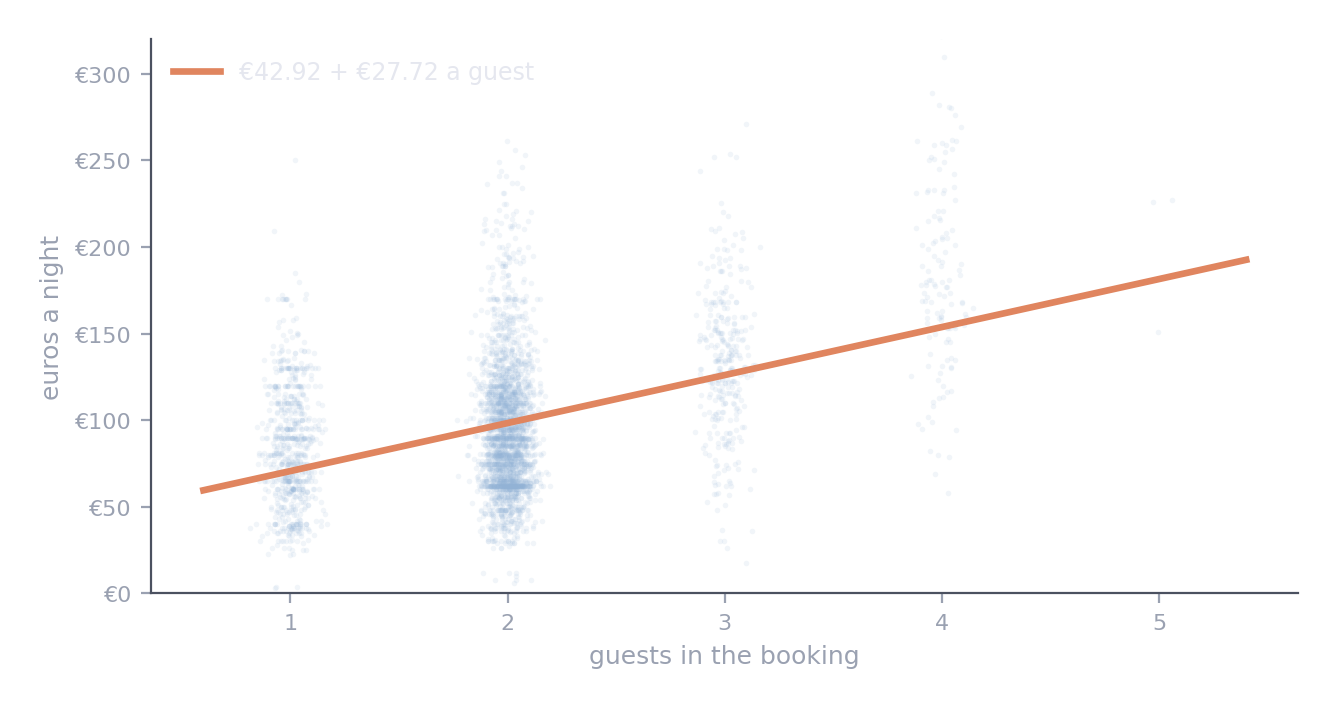 €42.92 + €27.72 a guest
€300
€250
€200
€150
€100
€50
€0
euros a night
1 2 3 4 5
guests in the booking